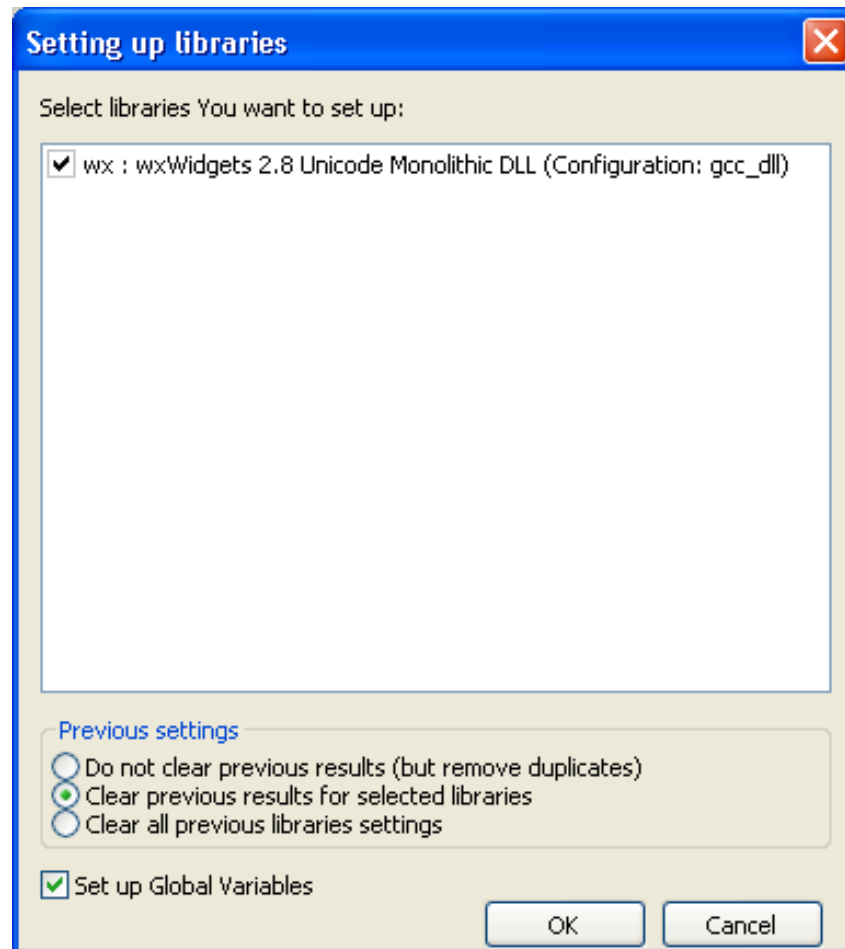 Setting up libraries
Select libraries You want to set up:
wx : wxWidgets 2.8 Unicode Monolithic DLL (Configuration: gcc_dll)
Previous settings
Do not clear previous results (but remove duplicates)
Clear previous results for selected libraries
Clear all previous libraries settings
Set up Global Variables
OK Cancel